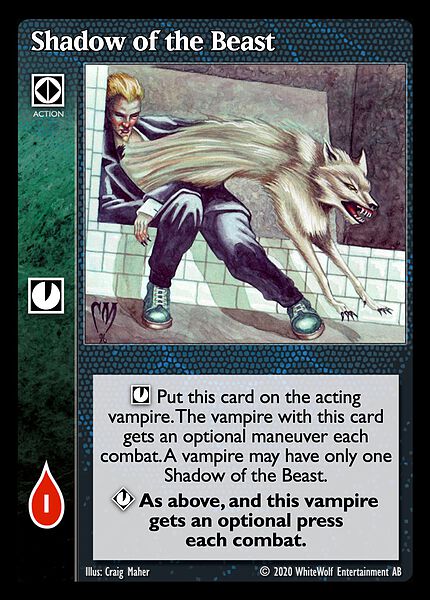 Shadow of the Beast
ACTION
Put this card on the acting
vampire. The vampire with this card
gets an optional maneuver each
combat. A vampire may have only one
Shadow of the Beast.
As above, and this vampire
gets an optional press
each combat.
1
Illus: Craig Maher © 2020 WhiteWolf Entertainment AB